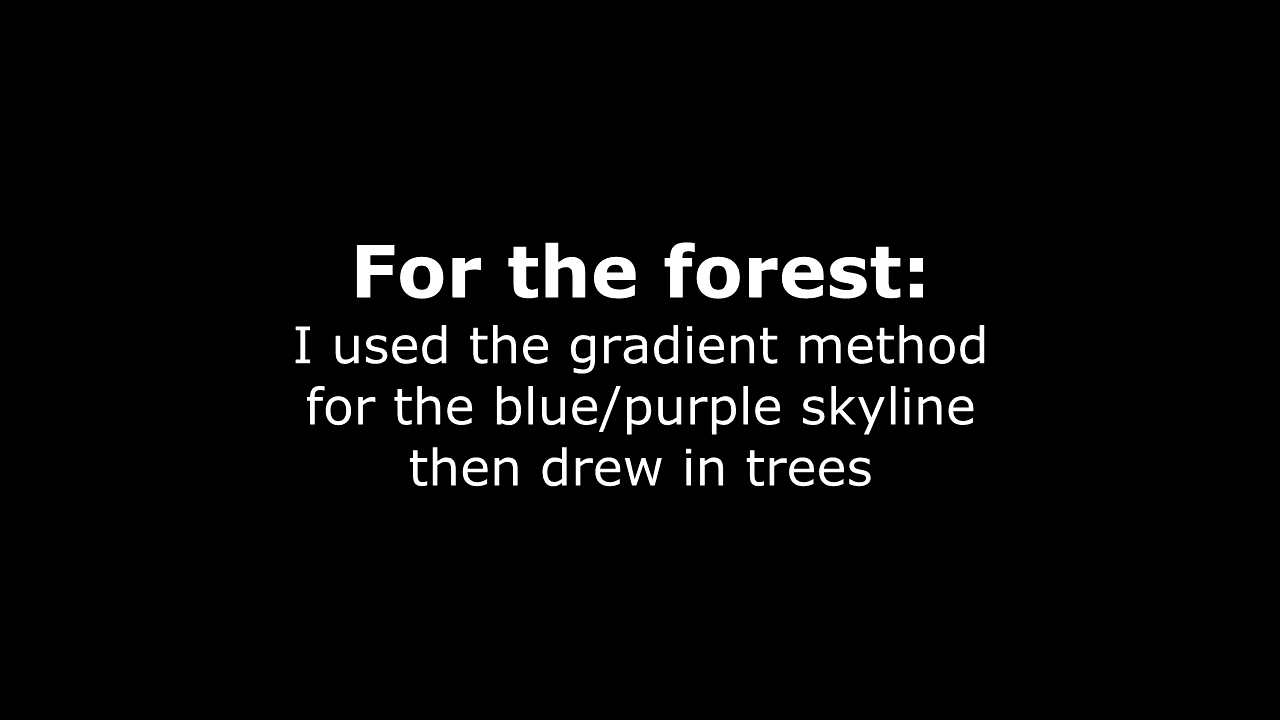 For the forest:
I used the gradient method
for the blue/purple skyline
then drew in trees